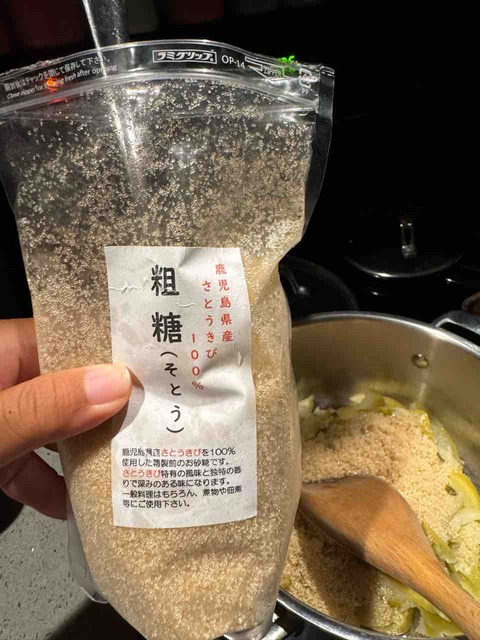 開封後はチャックを閉じて保存して下さい
Close zipper for keeping fresh after opening
ラミグリップ OP-14
ZIPPER
鹿児島県産
さとうきび
100%
粗糖(そとう)
鹿児島県産さとうきびを100%
使用した精製前のお砂糖です。
さとうきび特有の風味と独特の香
りで深みのある味になります。
一般料理はもちろん、煮物や佃煮
等にご使用下さい。